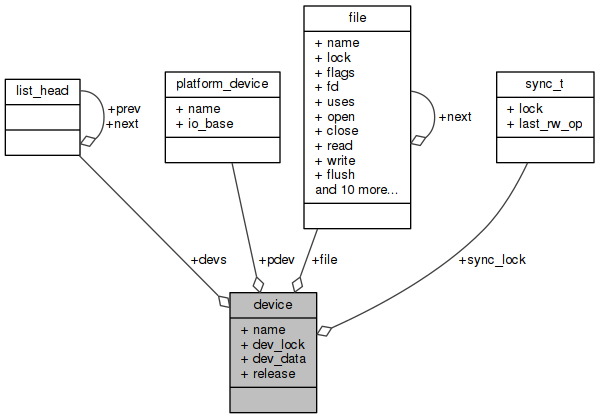 file
+ name
+ lock
+ flags
+ fd
+ uses
+ open
+ close
+ read
+ write
+ flush
and 10 more...
list_head
platform_device
+ name
+ io_base
sync_t
+ lock
+ last_rw_op
+prev
+next
+next
+devs
+pdev
+file
+sync_lock
device
+ name
+ dev_lock
+ dev_data
+ release